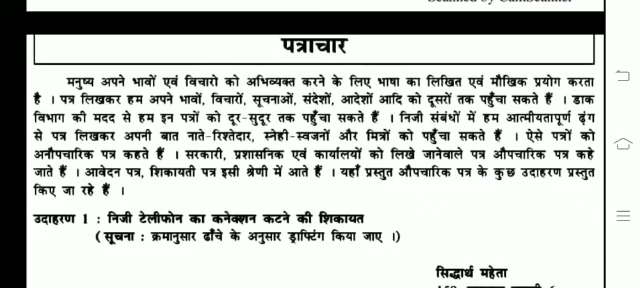 Scanned by CamScanner
पत्राचार
मनुष्य अपने भावों एवं विचारो को अभिव्यक्त करने के लिए भाषा का लिखित एवं मौखिक प्रयोग करता
है । पत्र लिखकर हम अपने भावों, विचारों, सूचनाओं, संदेशों, आदेशों आदि को दूसरों तक पहुँचा सकते हैं । डाक
विभाग की मदद से हम इन पत्रों को दूर-सुदूर तक पहुँचा सकते हैं । निजी संबंधों में हम आत्मीयतापूर्ण ढ़ंग
से पत्र लिखकर अपनी बात नाते-रिश्तेदार, स्नेही-स्वजनों और मित्रों को पहुँचा सकते हैं । ऐसे पत्रों को
अनौपचारिक पत्र कहते हैं । सरकारी, प्रशासनिक एवं कार्यालयों को लिखे जानेवाले पत्र औपचारिक पत्र कहे
जाते हैं । आवेदन पत्र, शिकायती पत्र इसी श्रेणी में आते हैं । यहाँ प्रस्तुत औपचारिक पत्र के कुछ उदाहरण प्रस्तुत
किए जा रहे हैं ।
उदाहरण 1 : निजी टेलीफोन का कनेक्शन कटने की शिकायत
( सूचना : क्रमानुसार ढाँचे के अनुसार ड्राफ्टिंग किया जाए ।)
सिद्धार्थ महेता